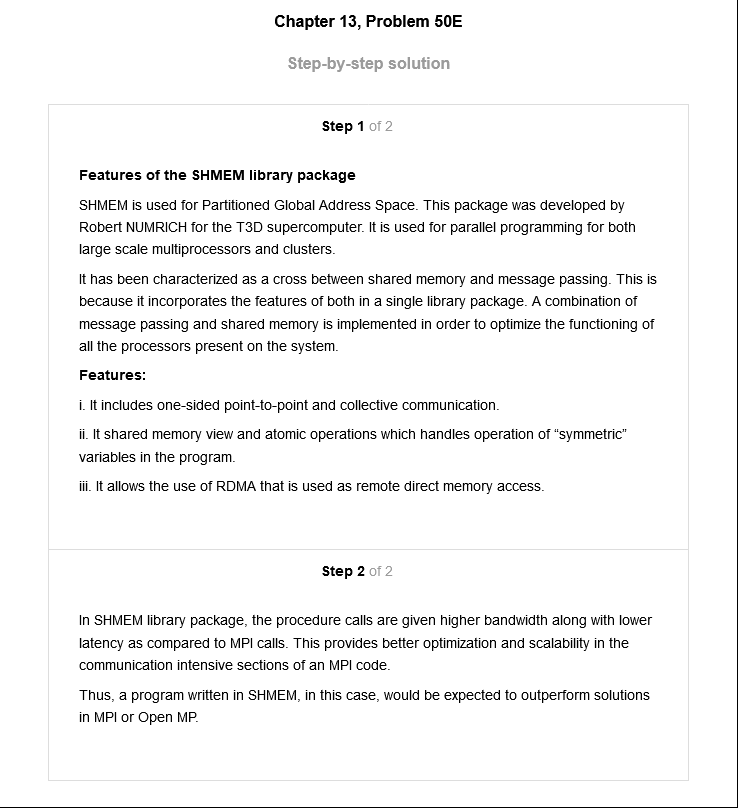 Chapter 13, Problem 50E
Step-by-step solution
Step 1 of 2
Features of the SHMEM library package
SHMEM is used for Partitioned Global Address Space. This package was developed by
Robert NUMRICH for the T3D supercomputer. It is used for parallel programming for both
large scale multiprocessors and clusters.
It has been characterized as a cross between shared memory and message passing. This is
because it incorporates the features of both in a single library package. A combination of
message passing and shared memory is implemented in order to optimize the functioning of
all the processors present on the system.
Features:
i. It includes one-sided point-to-point and collective communication.
ii. It shared memory view and atomic operations which handles operation of “symmetric”
variables in the program.
iii. It allows the use of RDMA that is used as remote direct memory access.
Step 2 of 2
In SHMEM library package, the procedure calls are given higher bandwidth along with lower
latency as compared to MPI calls. This provides better optimization and scalability in the
communication intensive sections of an MPI code.
Thus, a program written in SHMEM, in this case, would be expected to outperform solutions
in MPI or Open MP.